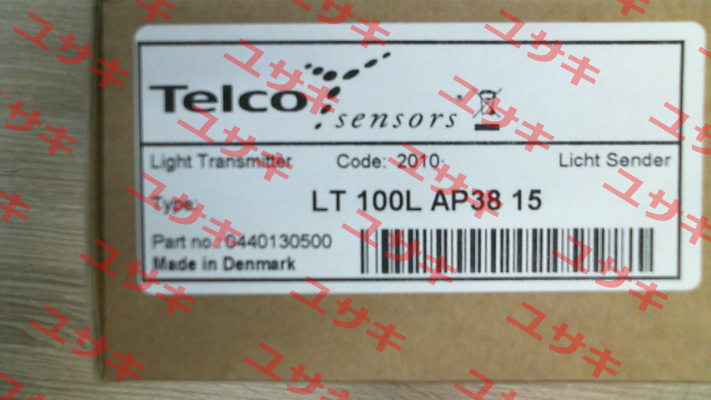 Telco
sensors
Light Transmitter Code: 2010 Licht Sender
Type: LT 100L AP38 15
Part no.: 0440130500
Made in Denmark
ユサキ